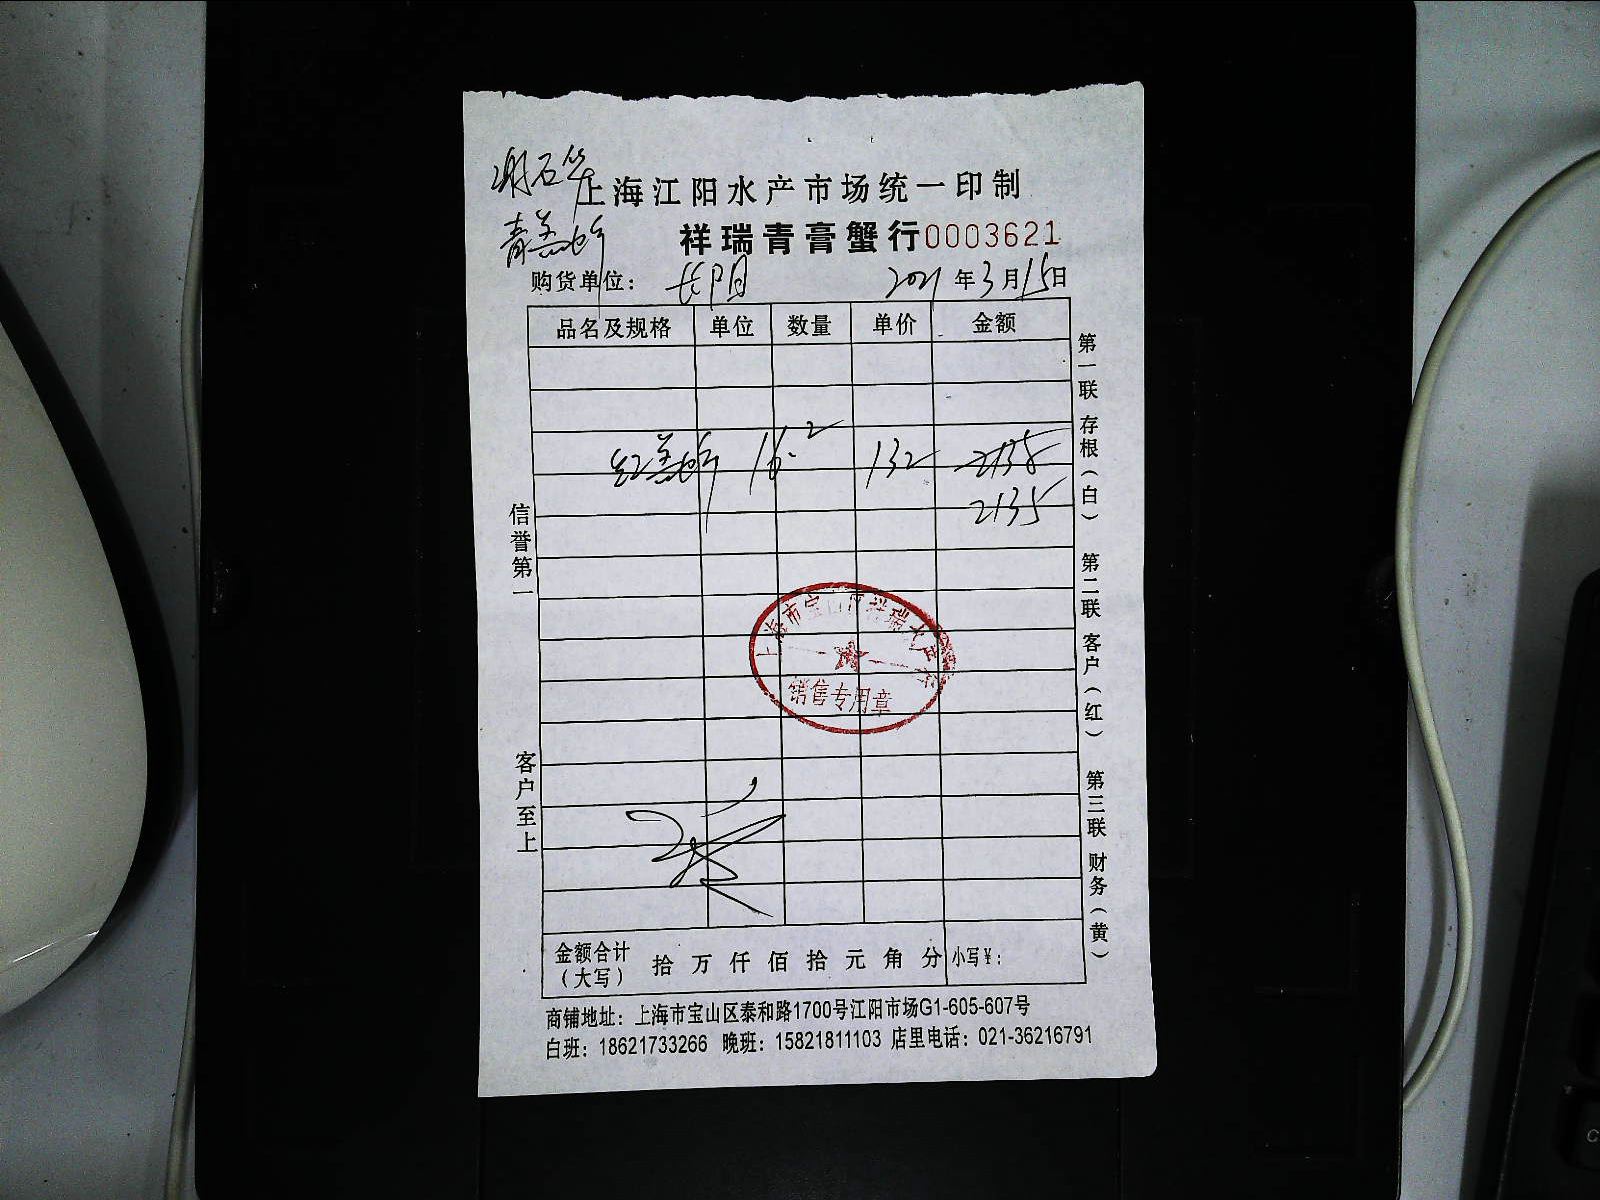 上海江阳水产市场统一印制
祥瑞青膏蟹行0003621
购货单位: 2021年3月15日
品名及规格 单位 数量 单价 金额
16.2 132 2135
2135
信誉第一
客户至上
第一联 存根(白) 第二联 客户(红) 第三联 财务(黄)
销售专用章
金额合计(大写) 拾 万 仟 佰 拾 元 角 分 小写¥:
商铺地址: 上海市宝山区泰和路1700号江阳市场G1-605-607号
白班: 18621733266 晚班: 15821811103 店里电话: 021-36216791